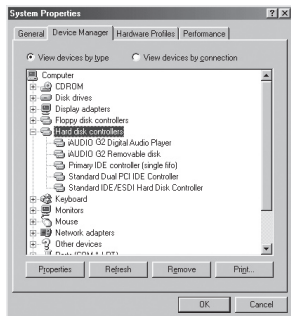 System Properties
General
Device Manager
Hardware Profiles
Performance
View devices by type
View devices by connection
Computer
CDROM
Disk drives
Display adapters
Floppy disk controllers
Hard disk controllers
iAUDIO G2 Digital Audio Player
iAUDIO G2 Removable disk
Primary IDE controller (single fifo)
Standard Dual PCI IDE Controller
Standard IDE/ESDI Hard Disk Controller
Keyboard
Monitors
Mouse
Network adapters
Other devices
Ports (COM & LPT)
Properties
Refresh
Remove
Print...
OK
Cancel